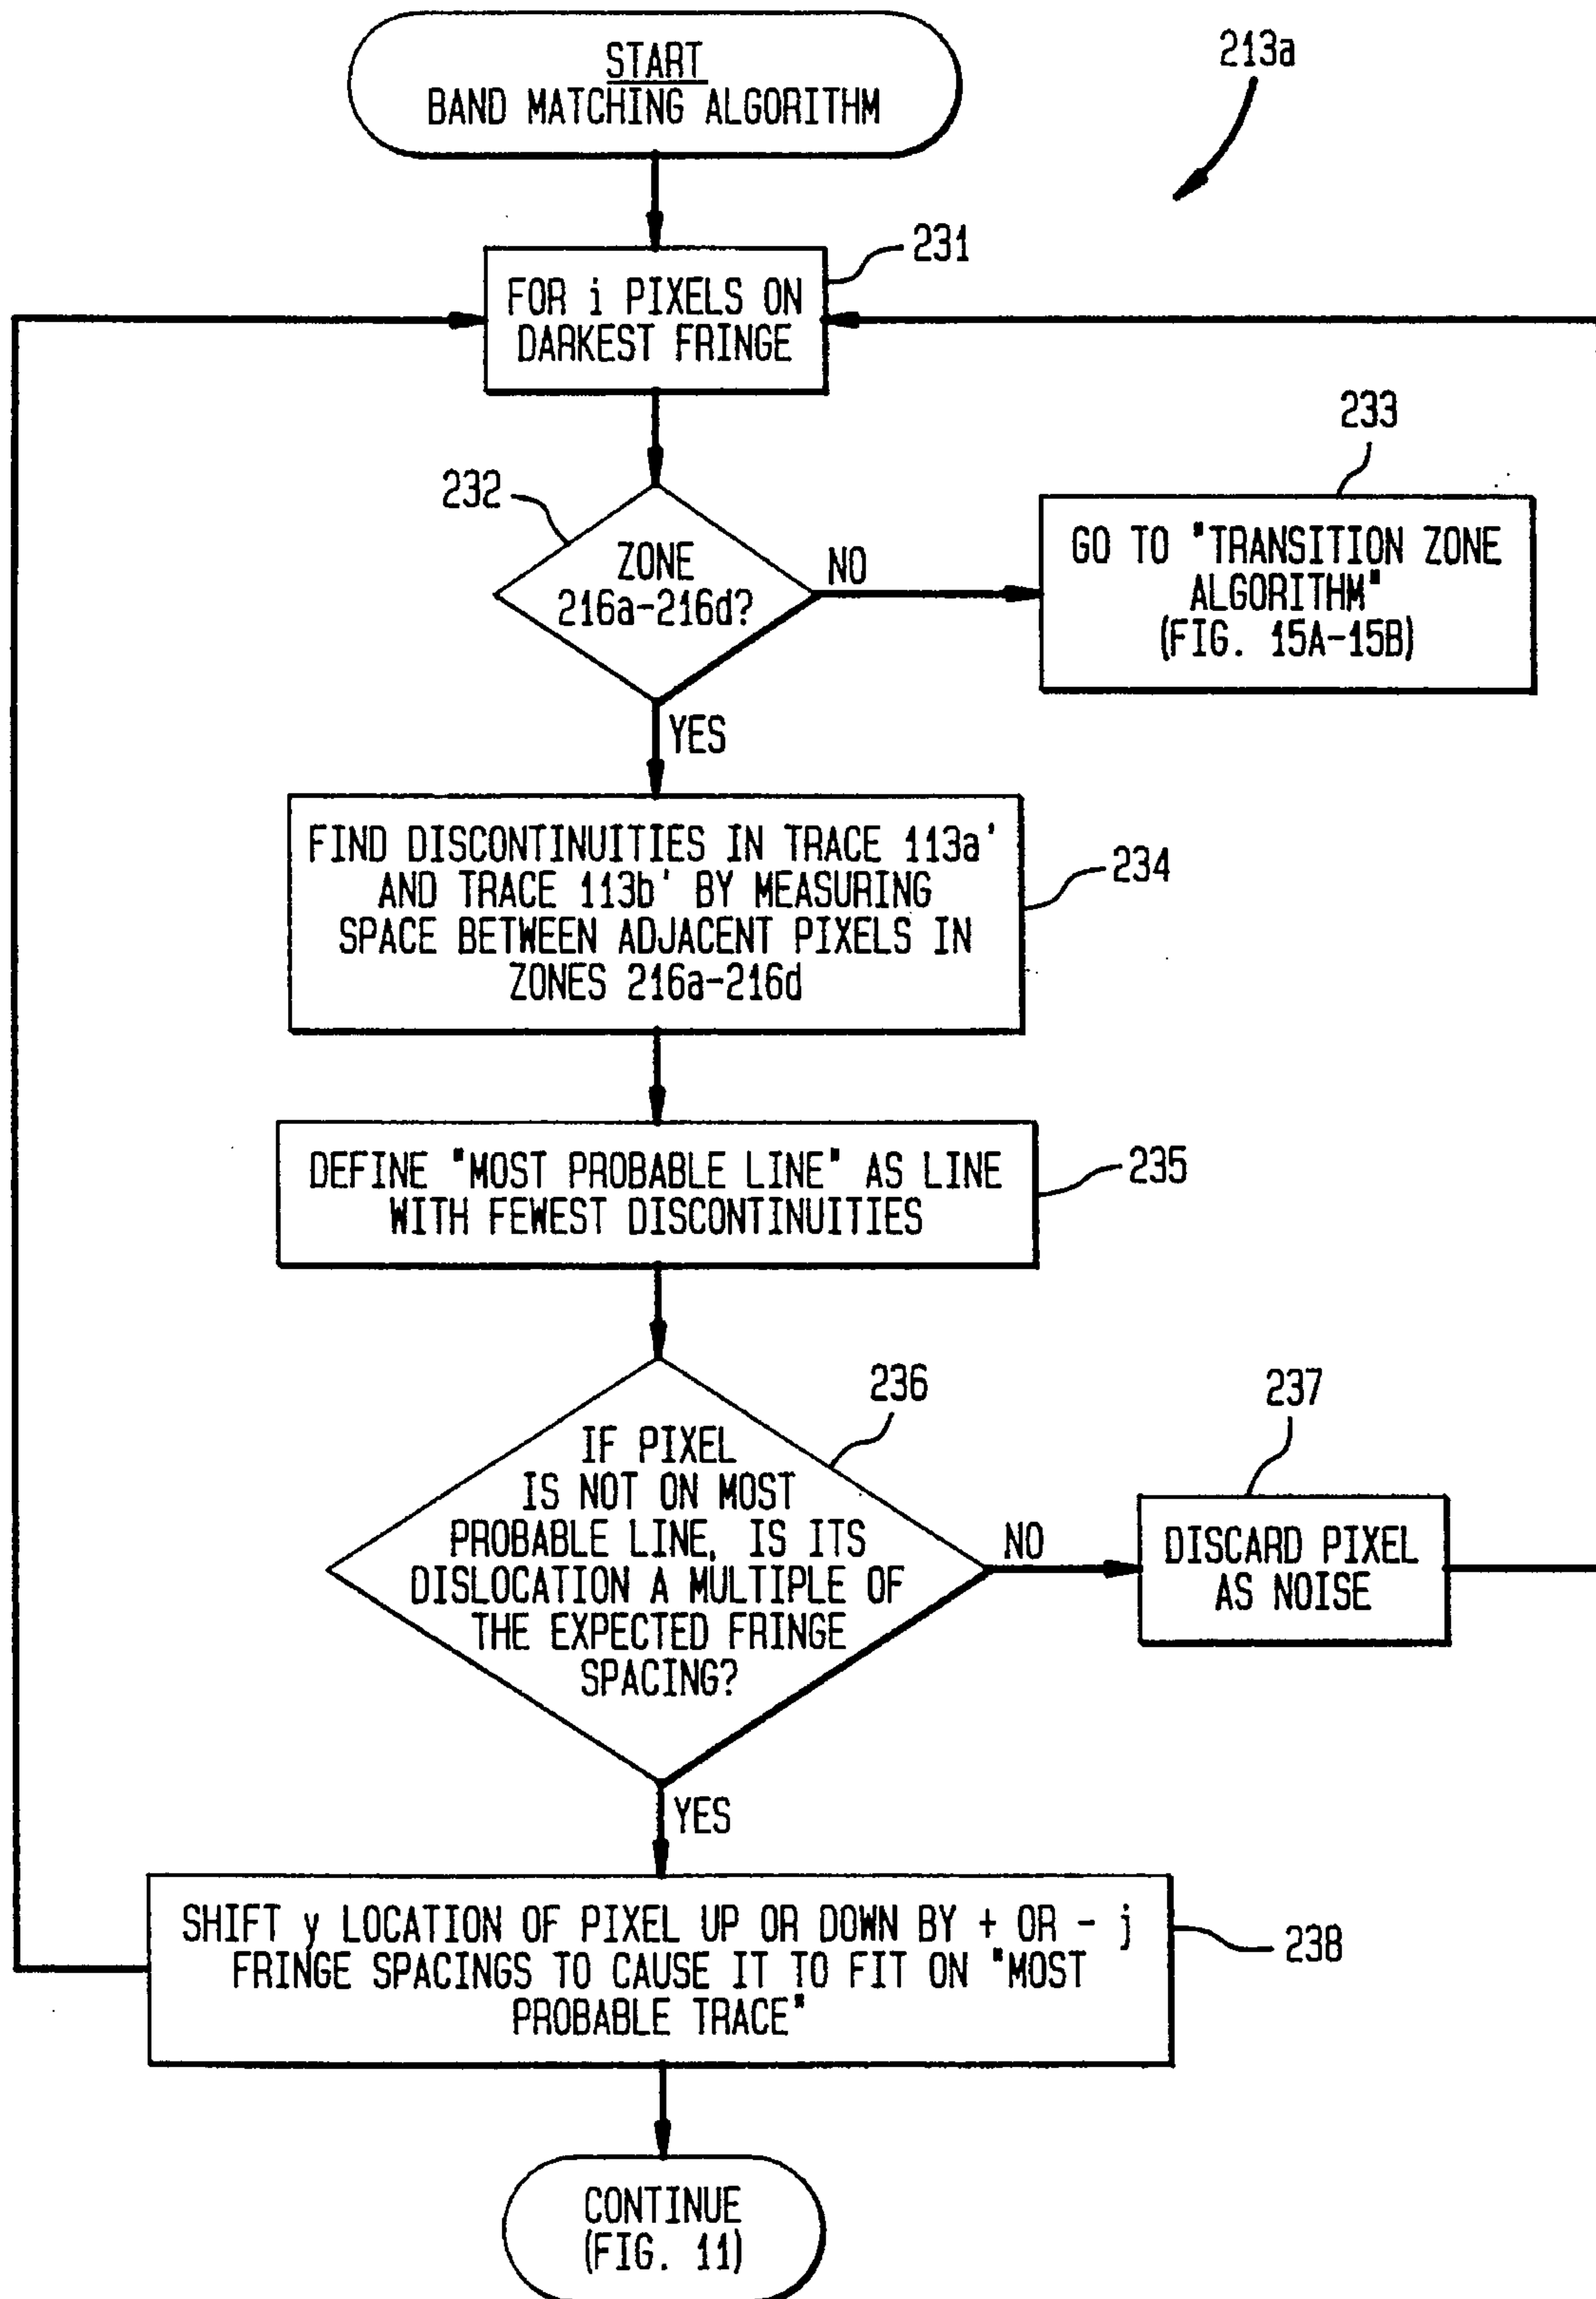 START
BAND MATCHING ALGORITHM
213a
231
FOR i PIXELS ON
DARKEST FRINGE
232
ZONE
216a-216d?
NO
233
GO TO "TRANSITION ZONE
ALGORITHM"
(FIG. 15A-15B)
YES
FIND DISCONTINUITIES IN TRACE 113a'
AND TRACE 113b' BY MEASURING
SPACE BETWEEN ADJACENT PIXELS IN
ZONES 216a-216d
234
DEFINE "MOST PROBABLE LINE" AS LINE
WITH FEWEST DISCONTINUITIES
235
236
IF PIXEL
IS NOT ON MOST
PROBABLE LINE, IS ITS
DISLOCATION A MULTIPLE OF
THE EXPECTED FRINGE
SPACING?
NO
237
DISCARD PIXEL
AS NOISE
YES
SHIFT y LOCATION OF PIXEL UP OR DOWN BY + OR - j
FRINGE SPACINGS TO CAUSE IT TO FIT ON "MOST
PROBABLE TRACE"
238
CONTINUE
(FIG. 11)